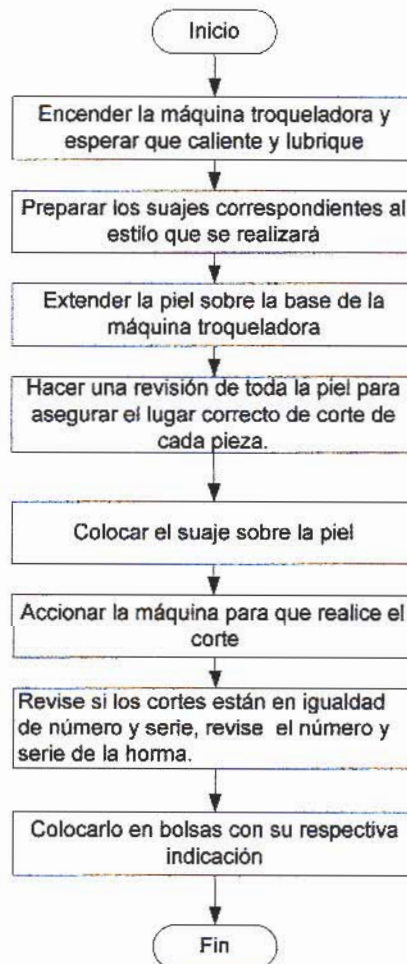 Inicio
Encender la máquina troqueladora y
esperar que caliente y lubrique
Preparar los suajes correspondientes al
estilo que se realizará
Extender la piel sobre la base de la
máquina troqueladora
Hacer una revisión de toda la piel para
asegurar el lugar correcto de corte de
cada pieza.
Colocar el suaje sobre la piel
Accionar la máquina para que realice el
corte
Revise si los cortes están en igualdad
de número y serie, revise el número y
serie de la horma.
Colocarlo en bolsas con su respectiva
indicación
Fin